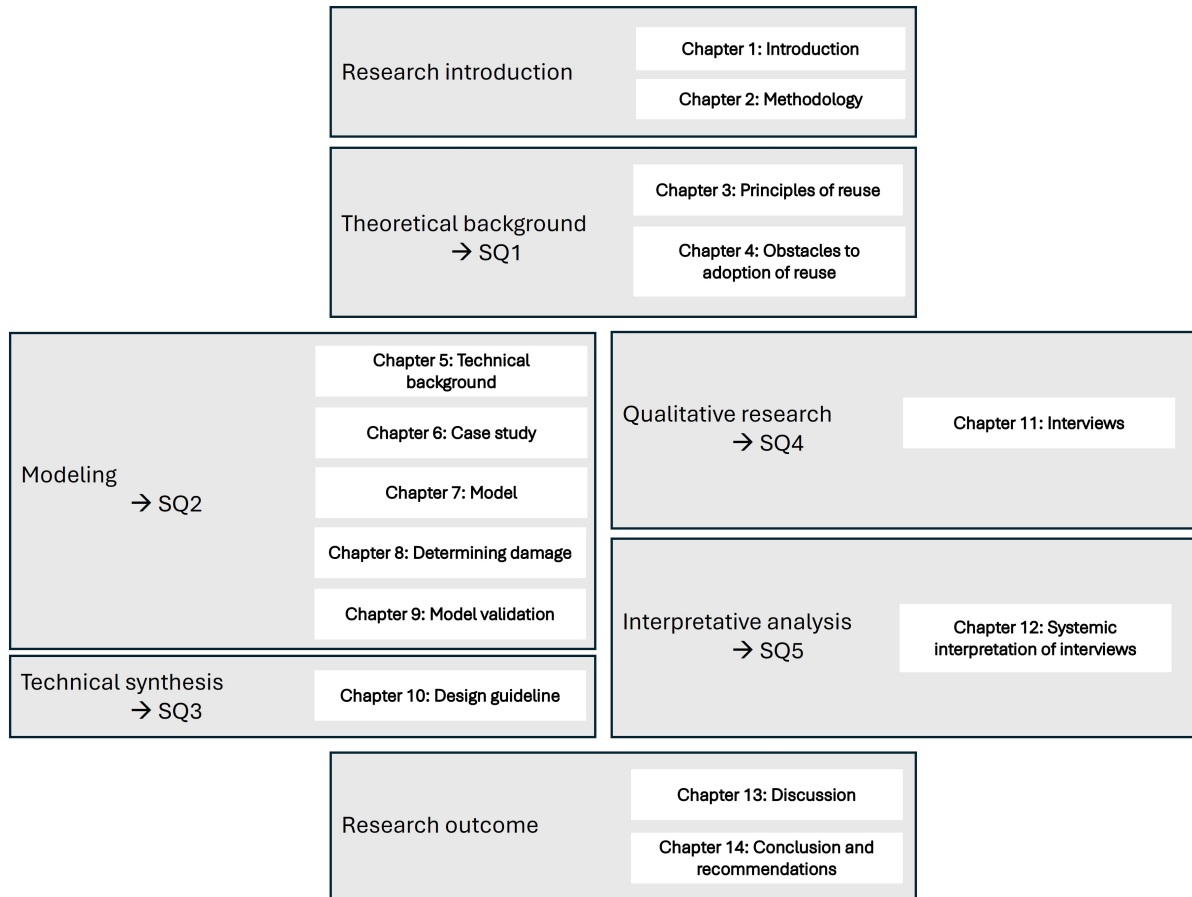 Research introduction
Chapter 1: Introduction
Chapter 2: Methodology
Theoretical background
→ SQ1
Chapter 3: Principles of reuse
Chapter 4: Obstacles to
adoption of reuse
Modeling
→ SQ2
Chapter 5: Technical
background
Chapter 6: Case study
Chapter 7: Model
Chapter 8: Determining damage
Chapter 9: Model validation
Technical synthesis
→ SQ3
Chapter 10: Design guideline
Qualitative research
→ SQ4
Chapter 11: Interviews
Interpretative analysis
→ SQ5
Chapter 12: Systemic
interpretation of interviews
Research outcome
Chapter 13: Discussion
Chapter 14: Conclusion and
recommendations